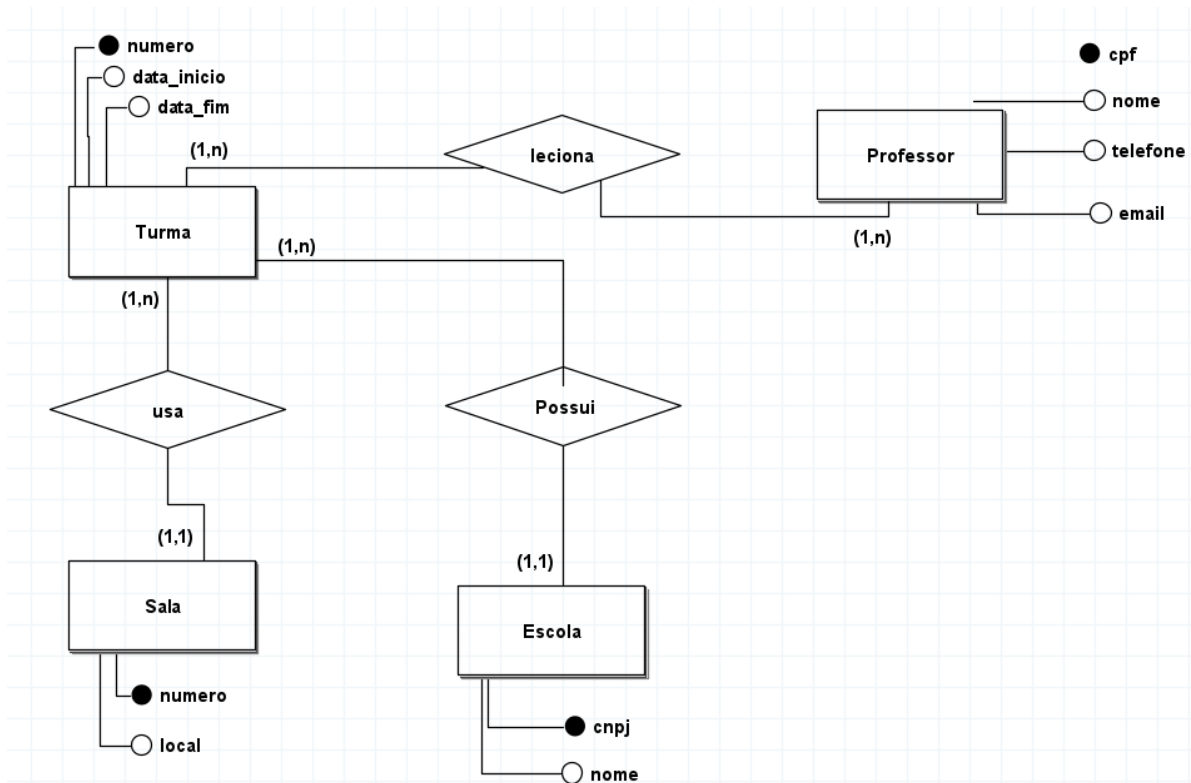 numero
data_inicio
data_fim
cpf
nome
telefone
email
(1,n)
leciona
Professor
(1,n)
Turma
(1,n)
(1,n)
usa
Possui
(1,1)
(1,1)
Sala
Escola
numero
local
cnpj
nome